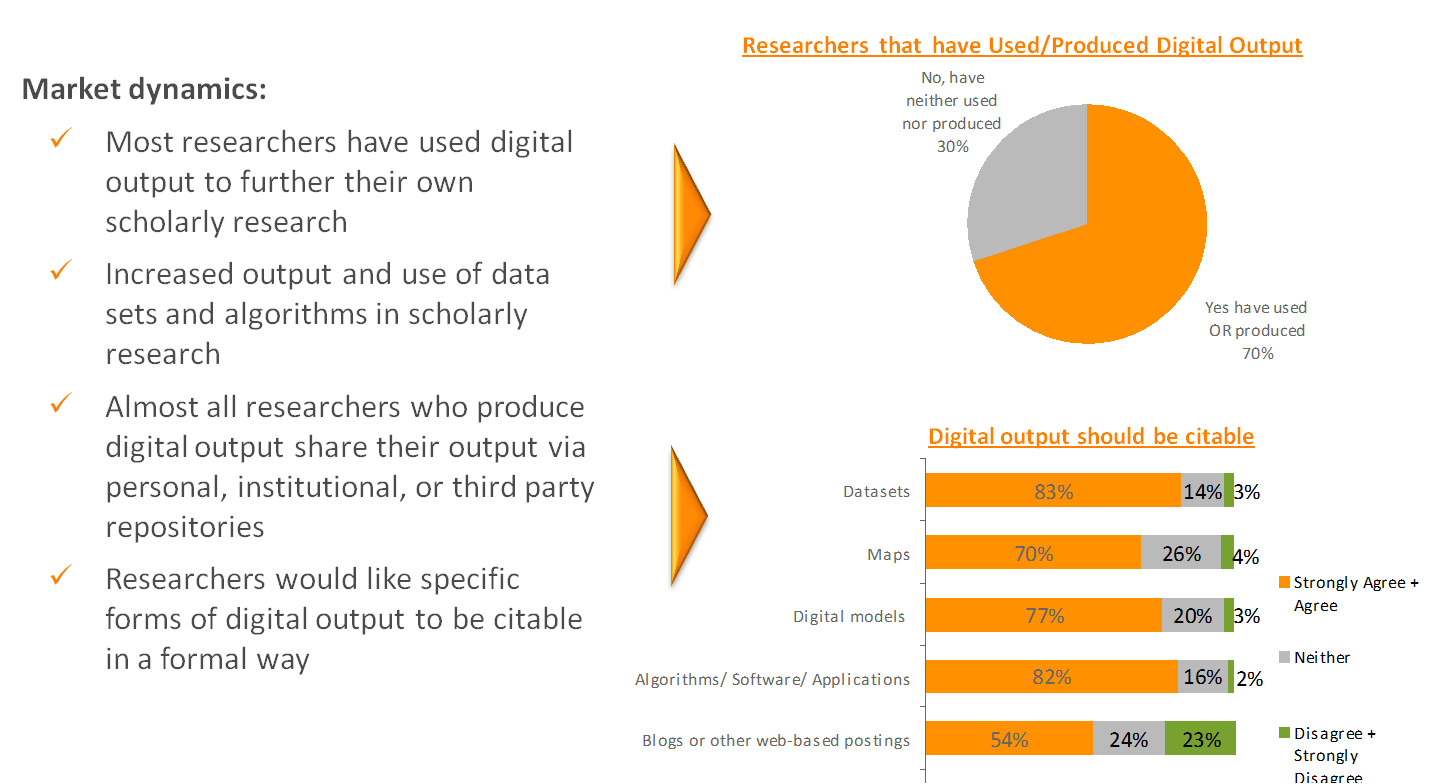 Market dynamics:
Most researchers have used digital
output to further their own
scholarly research
Increased output and use of data
sets and algorithms in scholarly
research
Almost all researchers who produce
digital output share their output via
personal, institutional, or third party
repositories
Researchers would like specific
forms of digital output to be citable
in a formal way
Researchers that have Used/Produced Digital Output
No, have
neither used
nor produced
30%
Yes have used
OR produced
70%
Digital output should be citable
Datasets 83% 14% 3%
Maps 70% 26% 4%
Digital models 77% 20% 3%
Algorithms/ Software/ Applications 82% 16% 2%
Blogs or other web-based postings 54% 24% 23%
Strongly Agree +
Agree
Neither
Disagree +
Strongly
Disagree